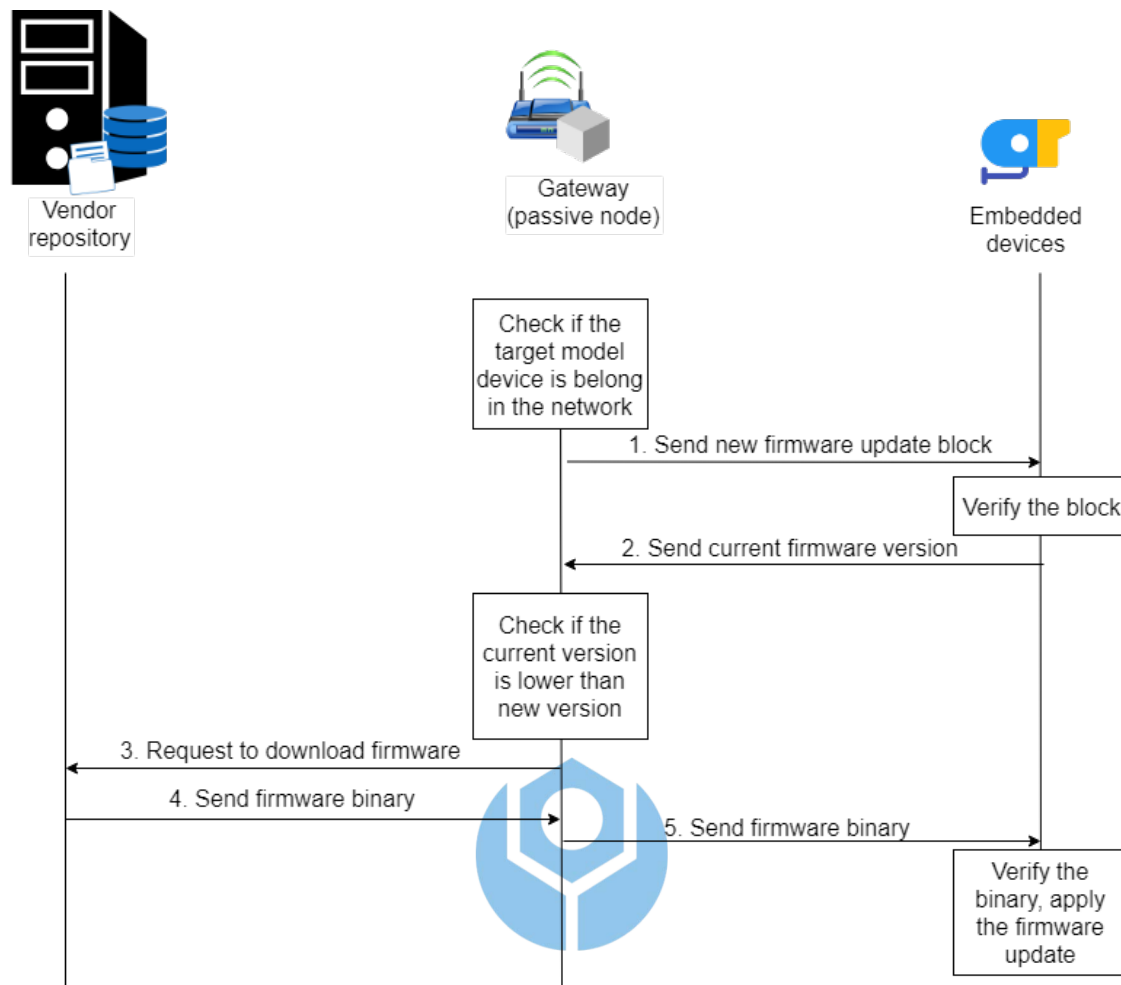 Vendor
repository
Gateway
(passive node)
Embedded
devices
Check if the
target model
device is belong
in the network
1. Send new firmware update block
Verify the block
2. Send current firmware version
Check if the
current version
is lower than
new version
3. Request to download firmware
4. Send firmware binary
5. Send firmware binary
Verify the
binary, apply
the firmware
update